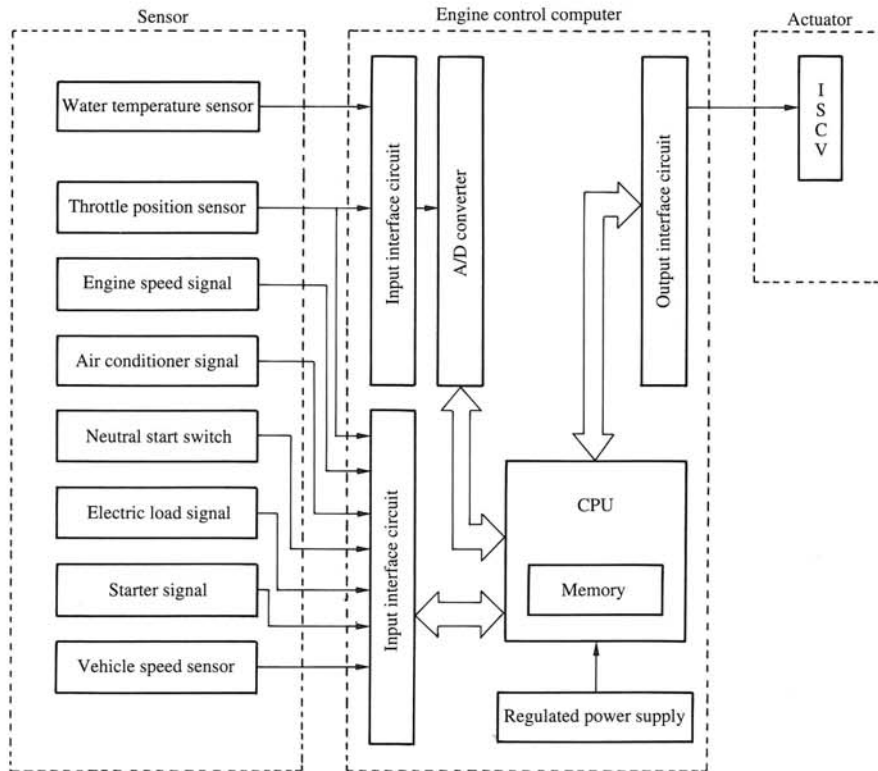 Sensor
Engine control computer
Actuator
Water temperature sensor
Throttle position sensor
Engine speed signal
Air conditioner signal
Neutral start switch
Electric load signal
Starter signal
Vehicle speed sensor
Input interface circuit
A/D converter
Input interface circuit
Output interface circuit
CPU
Memory
Regulated power supply
I
S
C
V